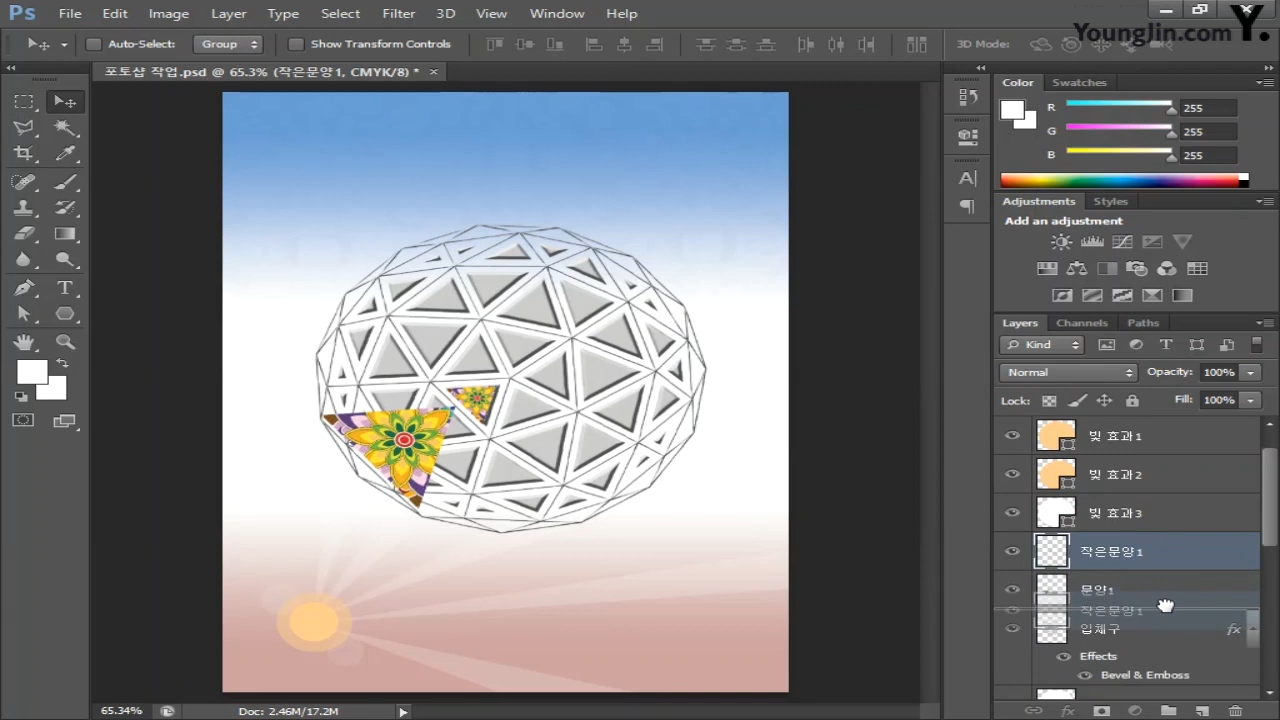 Ps File Edit Image Layer Type Select Filter 3D View Window Help
YoungJin.com Y.
Auto-Select: Group Show Transform Controls 3D Mode:
포토샵 작업.psd @ 65.3% (작은문양1, CMYK/8) * ×
Color Swatches
R 255
G 255
B 255
Adjustments Styles
Add an adjustment
Layers Channels Paths
Kind
Normal Opacity: 100%
Lock: Fill: 100%
빛 효과1
빛 효과2
빛 효과3
작은문양1
문양1
작은문양1
입체구 fx
Effects
Bevel & Emboss
65.34% Doc: 2.46M/17.2M